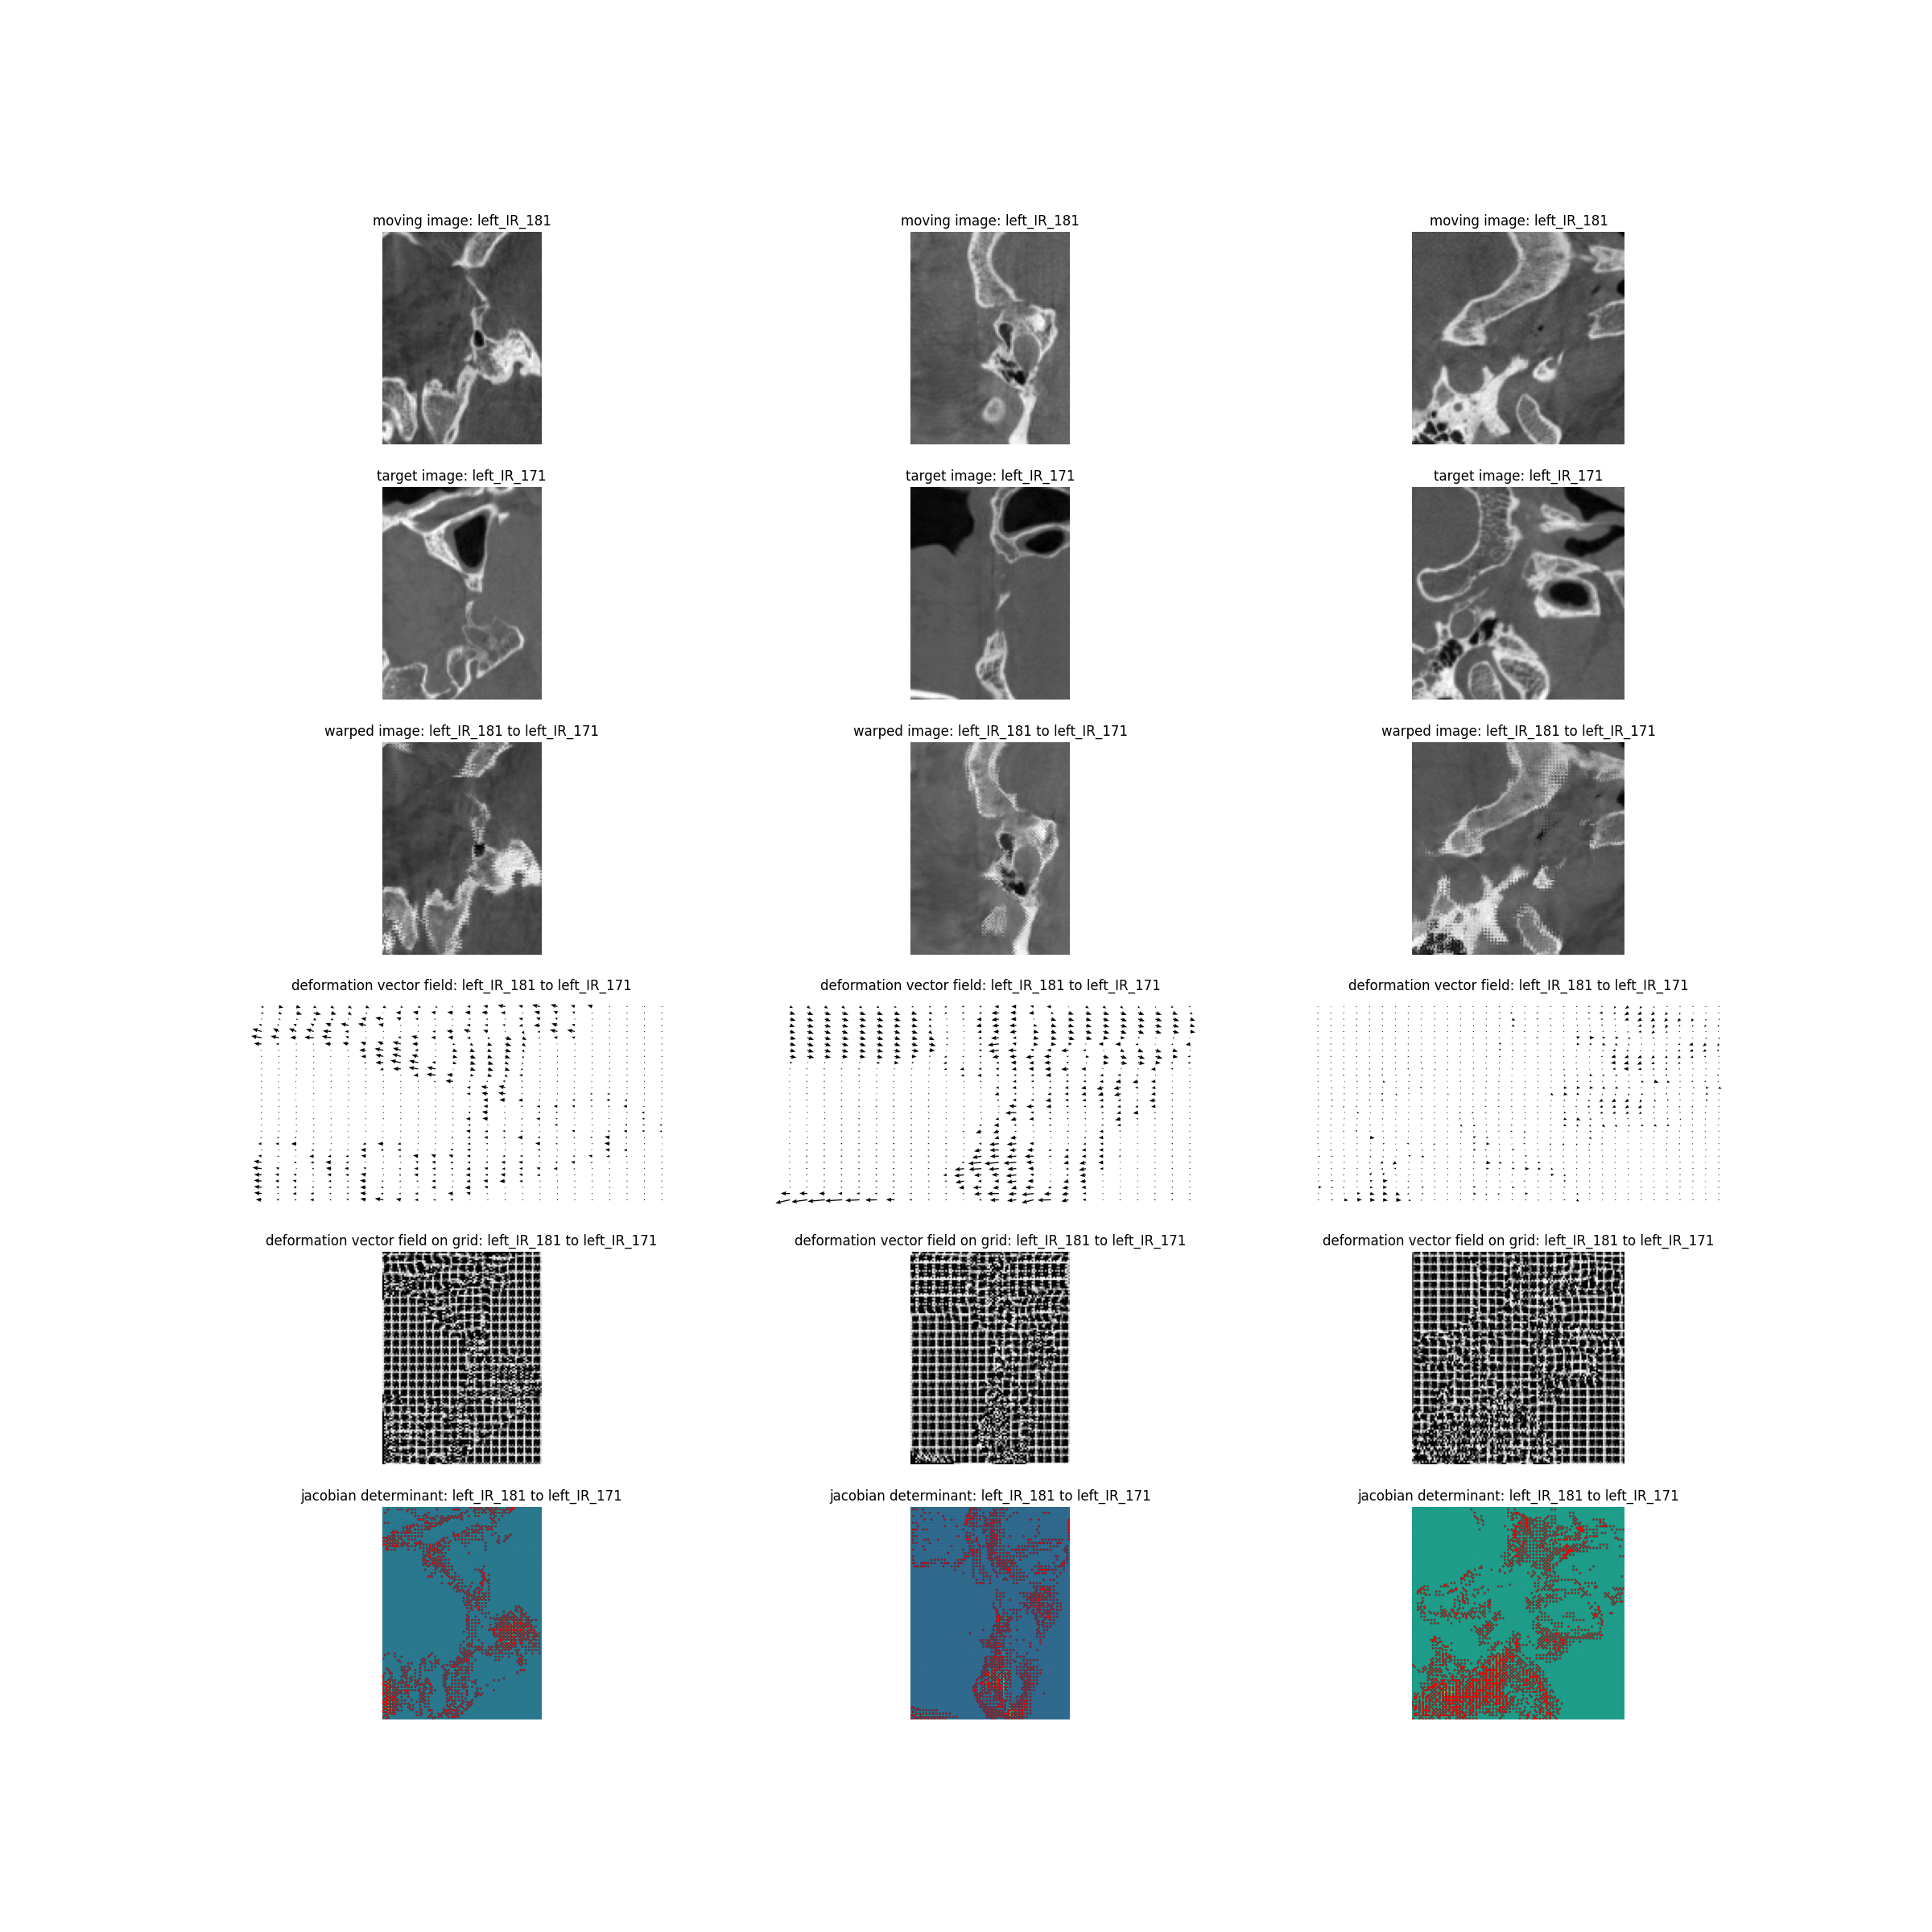 moving image: left_IR_181
moving image: left_IR_181
moving image: left_IR_181
target image: left_IR_171
target image: left_IR_171
target image: left_IR_171
warped image: left_IR_181 to left_IR_171
warped image: left_IR_181 to left_IR_171
warped image: left_IR_181 to left_IR_171
deformation vector field: left_IR_181 to left_IR_171
deformation vector field: left_IR_181 to left_IR_171
deformation vector field: left_IR_181 to left_IR_171
deformation vector field on grid: left_IR_181 to left_IR_171
deformation vector field on grid: left_IR_181 to left_IR_171
deformation vector field on grid: left_IR_181 to left_IR_171
jacobian determinant: left_IR_181 to left_IR_171
jacobian determinant: left_IR_181 to left_IR_171
jacobian determinant: left_IR_181 to left_IR_171